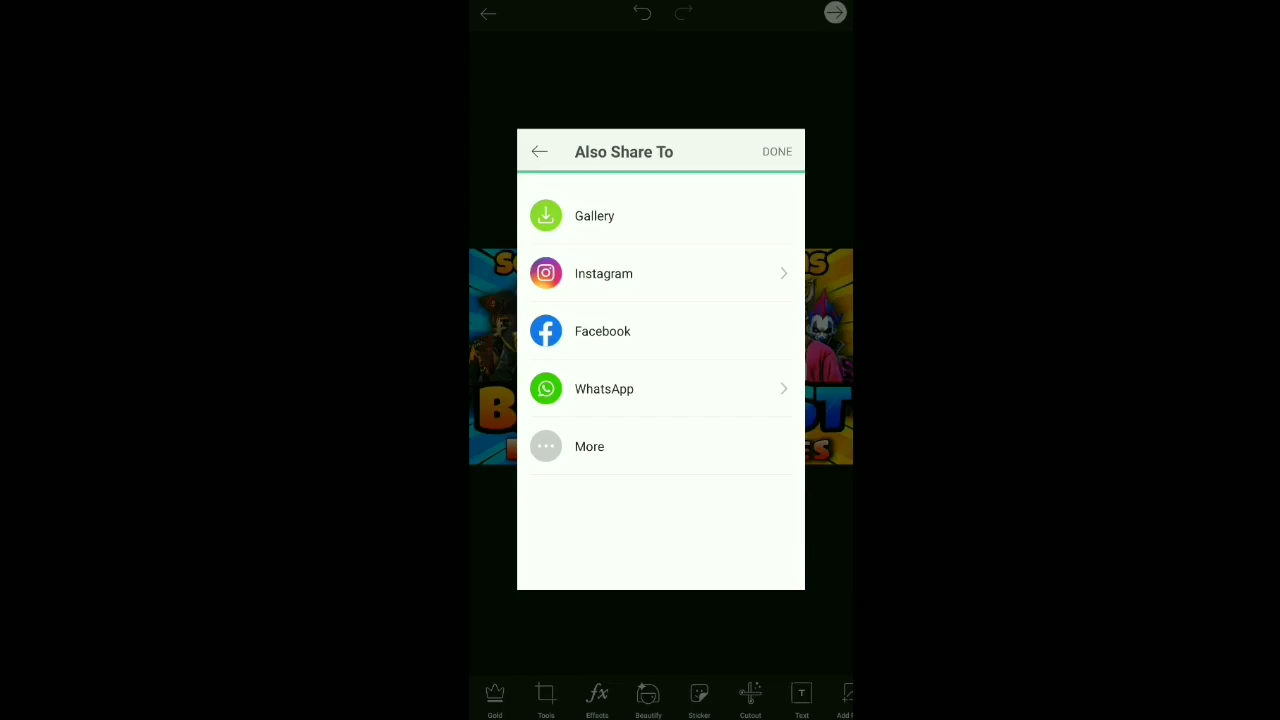 Also Share To
DONE
Gallery
Instagram
Facebook
WhatsApp
More
Gold
Tools
Effects
Beautify
Sticker
Cutout
Text